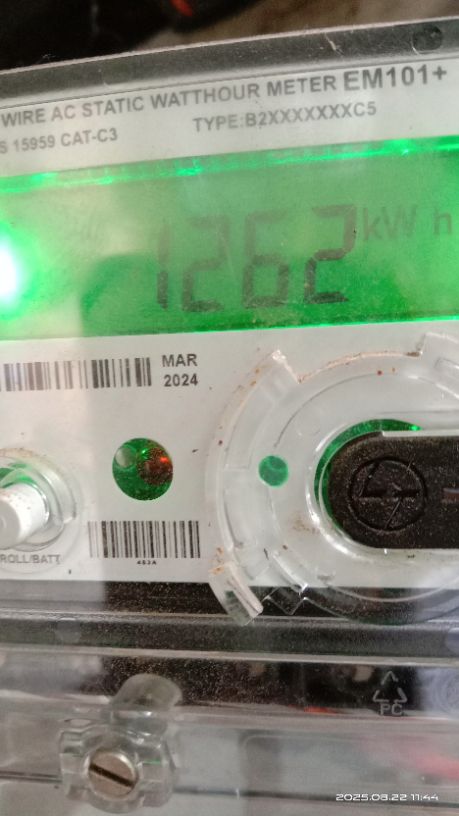 WIRE AC STATIC WATTHOUR METER EM101+
S 15959 CAT-C3 TYPE:B2XXXXXXXC5
1262 kWh
MAR
2024
ROLL/BATT
PC
2025.08.22 11:44